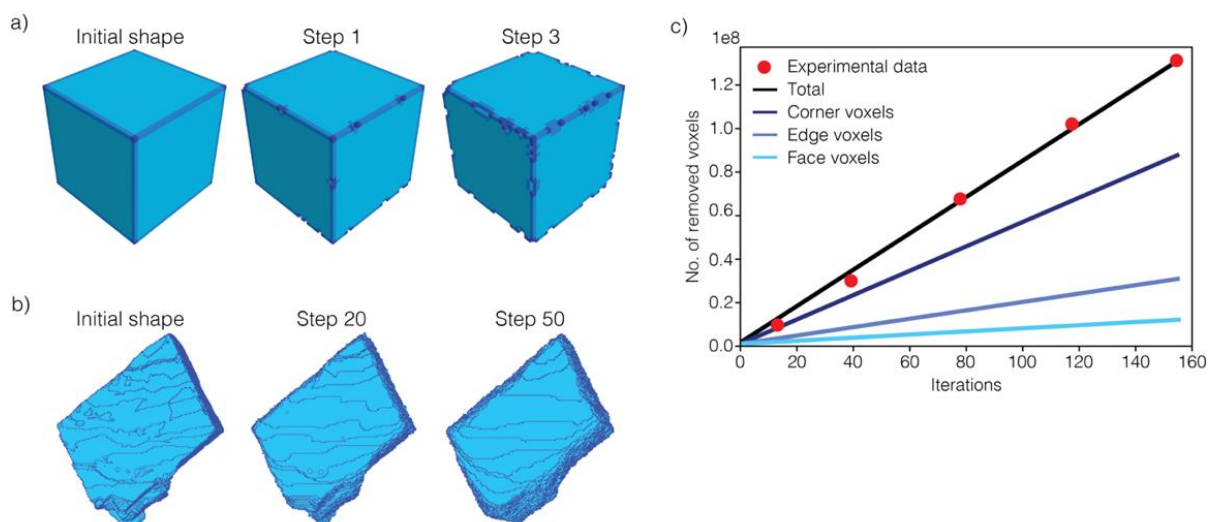 a)
Initial shape
Step 1
Step 3
b)
Initial shape
Step 20
Step 50
c)
1e8
Experimental data
Total
Corner voxels
Edge voxels
Face voxels
No. of removed voxels
1.2
1.0
0.8
0.6
0.4
0.2
0.0
0 20 40 60 80 100 120 140 160
Iterations